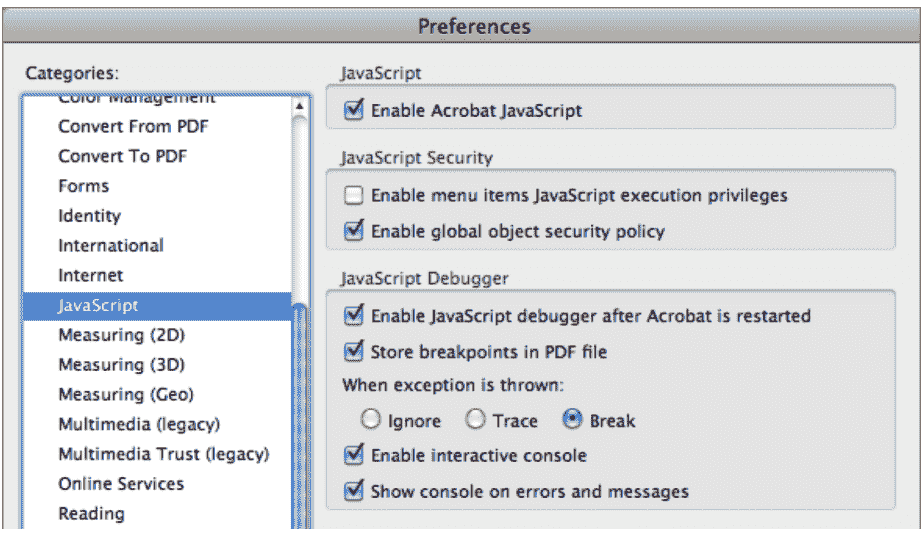 Preferences
Categories:
Color Management
Convert From PDF
Convert To PDF
Forms
Identity
International
Internet
JavaScript
Measuring (2D)
Measuring (3D)
Measuring (Geo)
Multimedia (legacy)
Multimedia Trust (legacy)
Online Services
Reading
JavaScript
Enable Acrobat JavaScript
JavaScript Security
Enable menu items JavaScript execution privileges
Enable global object security policy
JavaScript Debugger
Enable JavaScript debugger after Acrobat is restarted
Store breakpoints in PDF file
When exception is thrown:
Ignore Trace Break
Enable interactive console
Show console on errors and messages